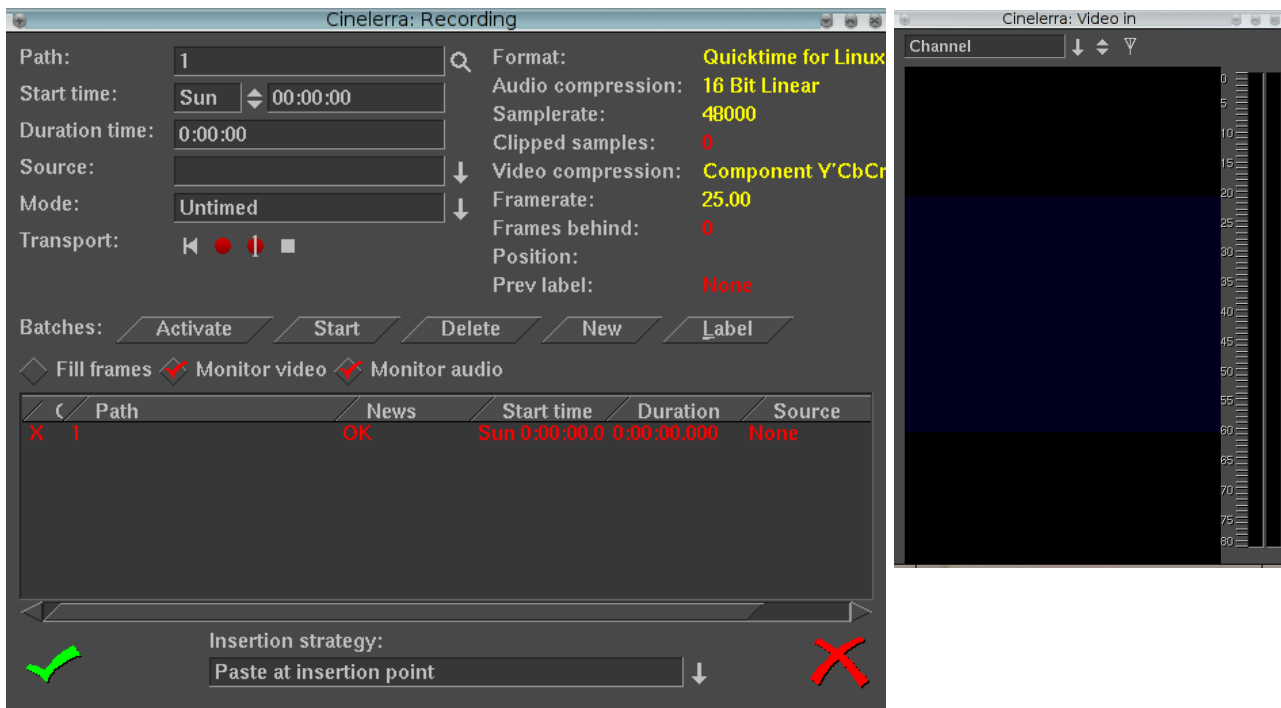 Cinelerra: Recording
Path:
1
Start time:
Sun
00:00:00
Duration time:
0:00:00
Source:
Mode:
Untimed
Transport:
Format:
Quicktime for Linux
Audio compression:
16 Bit Linear
Samplerate:
48000
Clipped samples:
0
Video compression:
Component Y'CbCr
Framerate:
25.00
Frames behind:
0
Position:
Prev label:
None
Batches:
Activate
Start
Delete
New
Label
Fill frames
Monitor video
Monitor audio
Path
News
Start time
Duration
Source
X
1
OK
Sun 0:00:00.0
0:00:00.000
None
Insertion strategy:
Paste at insertion point
Cinelerra: Video in
Channel
0
5
10
15
20
25
30
35
40
45
50
55
60
65
70
75
80